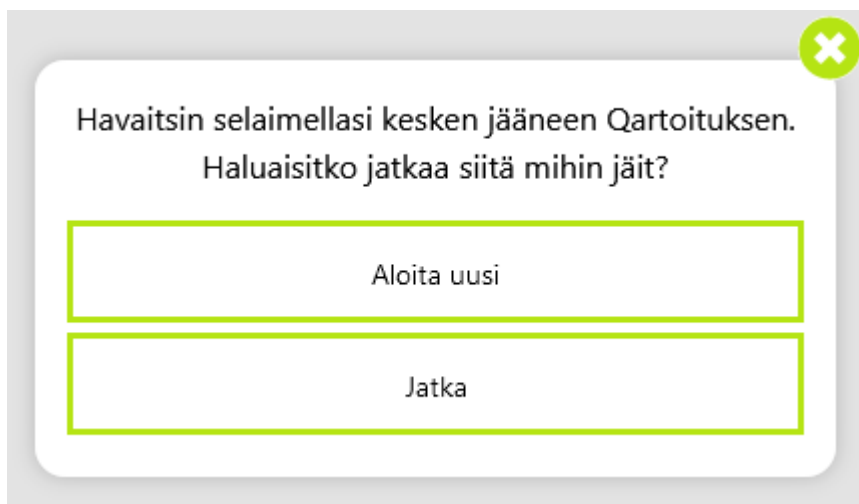 Havaitsin selaimellasi kesken jääneen Qartoituksen.
Haluaisitko jatkaa siitä mihin jäit?
Aloita uusi
Jatka